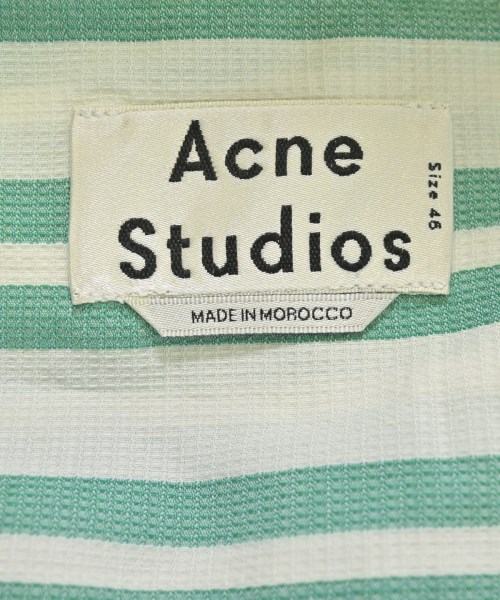 Acne
Studios
Size 46
MADE IN MOROCCO